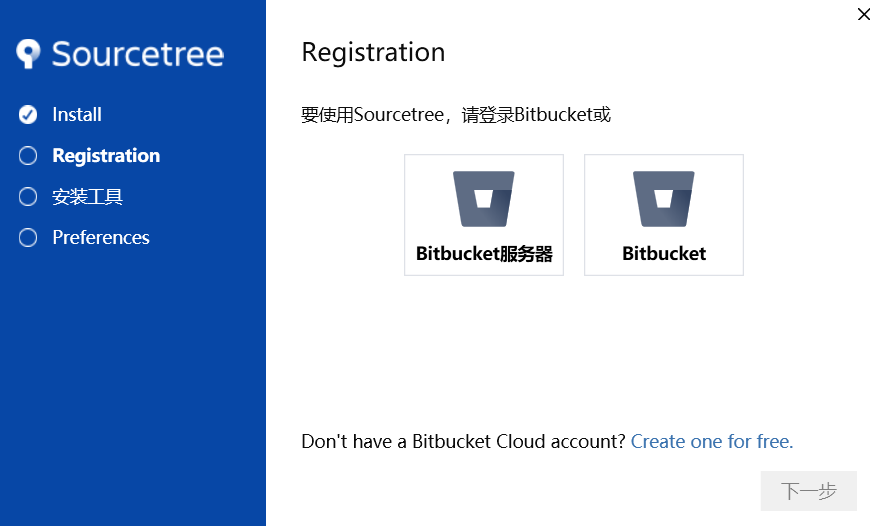 Sourcetree
Install
Registration
安装工具
Preferences
Registration
要使用Sourcetree，请登录Bitbucket或
Bitbucket服务器
Bitbucket
Don't have a Bitbucket Cloud account? Create one for free.
下一步